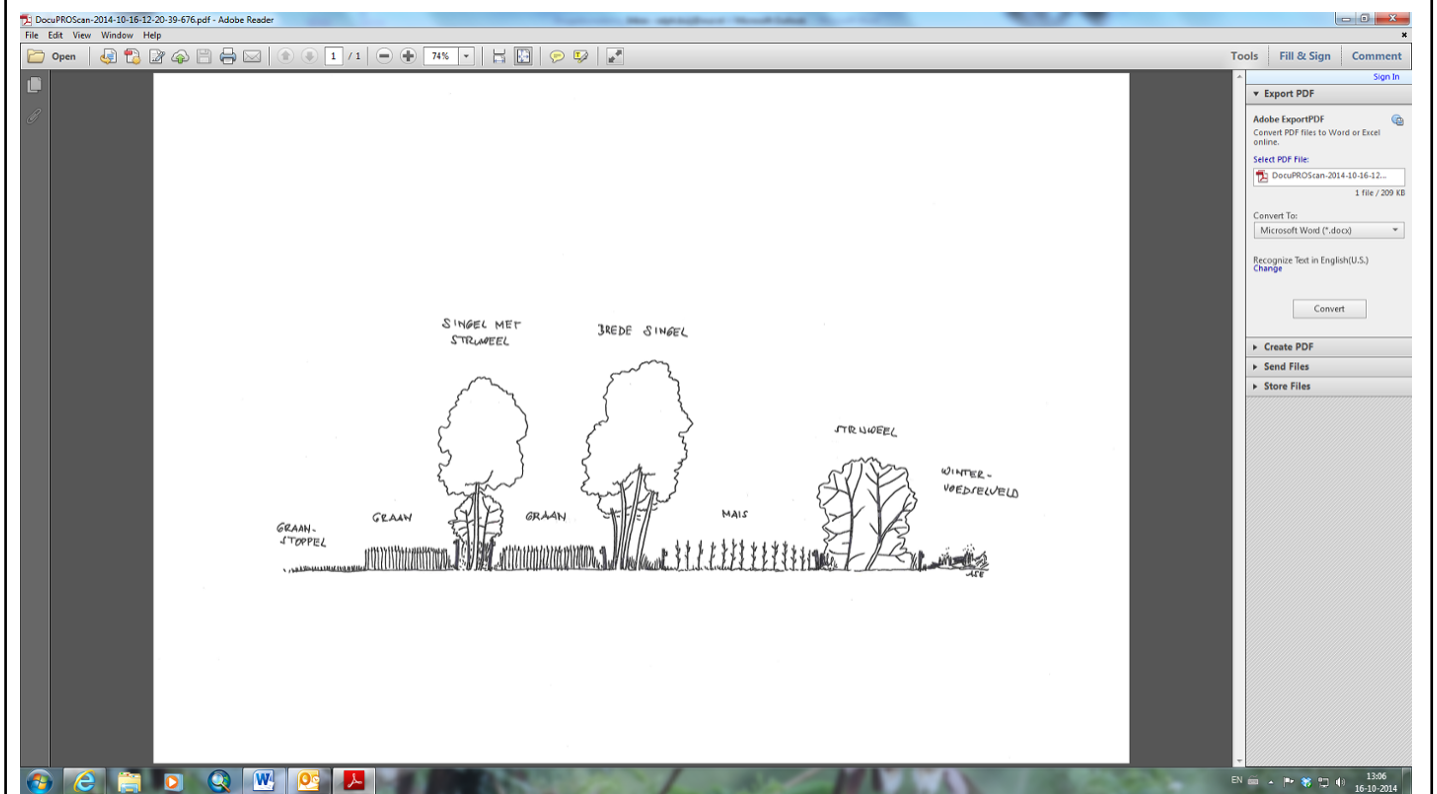 DocuPROScan-2014-10-16-12-20-39-676.pdf - Adobe Reader
File Edit View Window Help
Open 1 / 1 74% Tools Fill & Sign Comment
Sign In
Export PDF
Adobe ExportPDF
Convert PDF files to Word or Excel
online.
Select PDF File:
DocuPROScan-2014-10-16-12...
1 file / 209 KB
Convert To:
Microsoft Word (*.docx)
Recognize Text in English(U.S.)
Change
Convert
Create PDF
Send Files
Store Files
SINGEL MET
STRUWEEL
BREDE SINGEL
STRUWEEL
WINTER-
VOEDSELVELD
GRAAN-
STOPPEL
GRAAN
GRAAN
MAIS
EN 13:06
16-10-2014